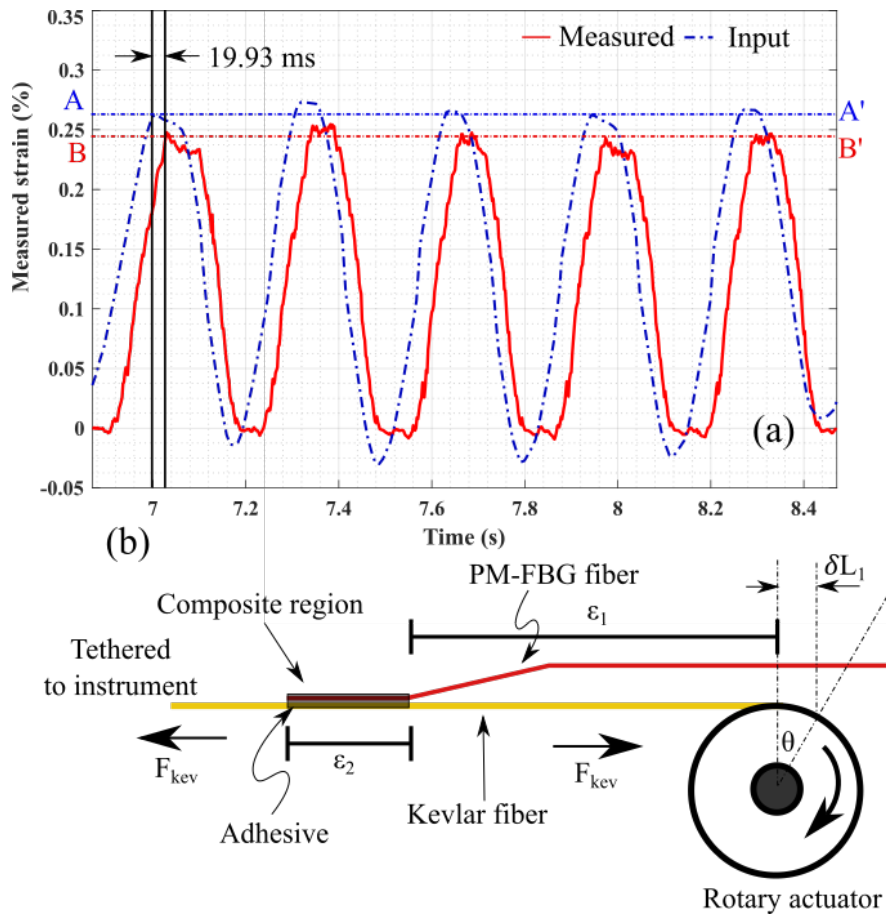 0.35
0.3
0.25
0.2
0.15
0.1
0.05
0
-0.05
Measured strain (%)
Measured
Input
19.93 ms
A
A'
B
B'
(a)
7
7.2
7.4
7.6
7.8
8
8.2
8.4
Time (s)
(b)
PM-FBG fiber
δL₁
Composite region
ε₁
Tethered
to instrument
θ
F_kev
ε₂
F_kev
Adhesive
Kevlar fiber
Rotary actuator